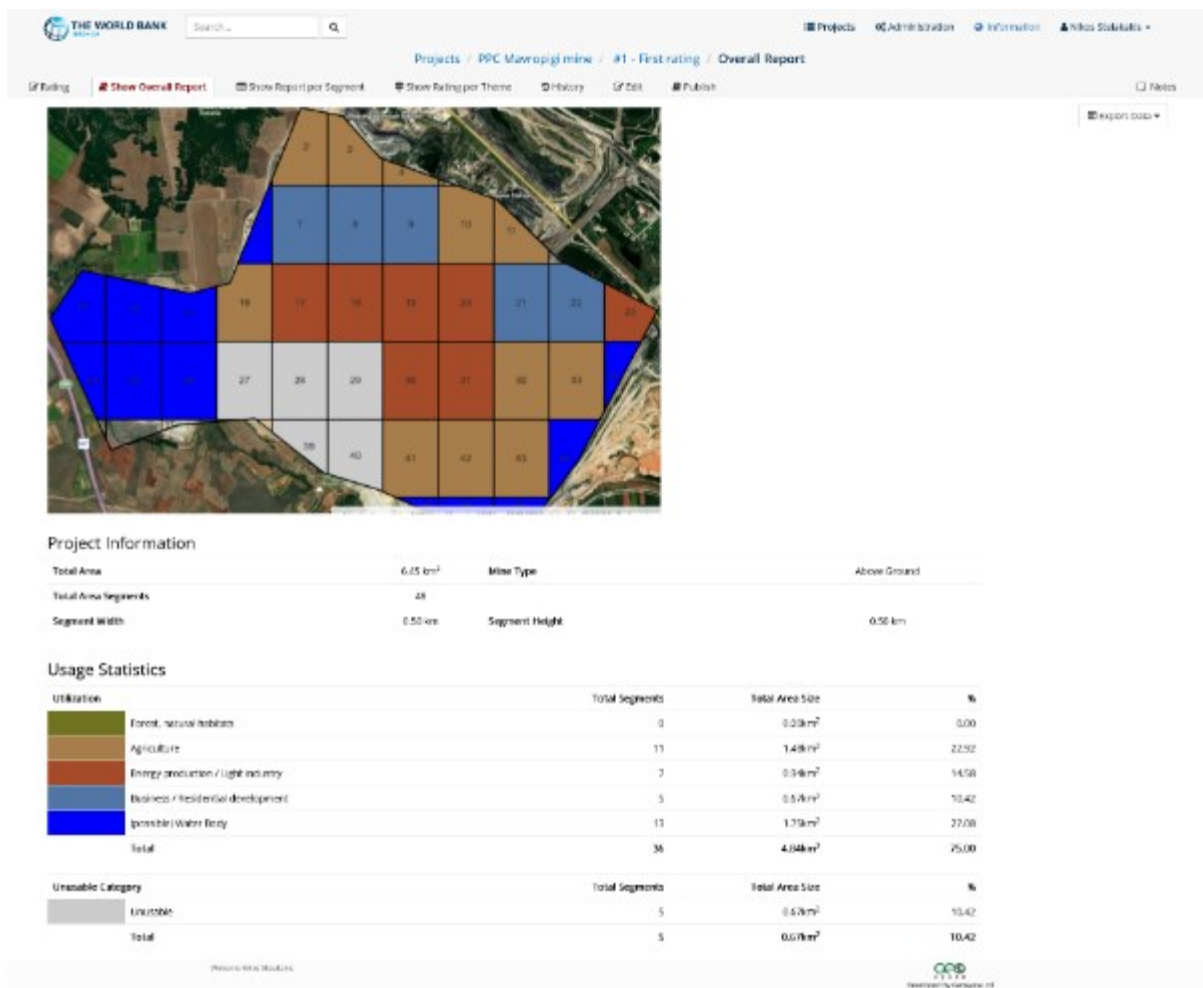 THE WORLD BANK Search... Projects Administration Information Nikos Stalakakis
Projects / PPC Mavropigi mine / #1 - First rating / Overall Report
Rating Show Overall Report Show Report per Segment Show Rating per Theme History Edit Publish Notes
Export Data
2 3
4
7 8 9 10 11
16 17 18 19 20 21 22 23
27 28 29 30 31 32 33
39 40 41 42 43
Project Information
Total Area 6.45 km² Mine Type Above Ground
Total Area Segments 48
Segment Width 0.50 km Segment Height 0.50 km
Usage Statistics
Utilization Total Segments Total Area Size %
Forest, natural habitats 0 0.00km² 0.00
Agriculture 11 1.48km² 22.92
Energy production / Light industry 7 0.94km² 14.58
Business / Residential development 5 0.67km² 10.42
(possible) Water Body 13 1.75km² 27.08
Total 36 4.84km² 75.00
Unusable Category Total Segments Total Area Size %
Unusable 5 0.67km² 10.42
Total 5 0.67km² 10.42